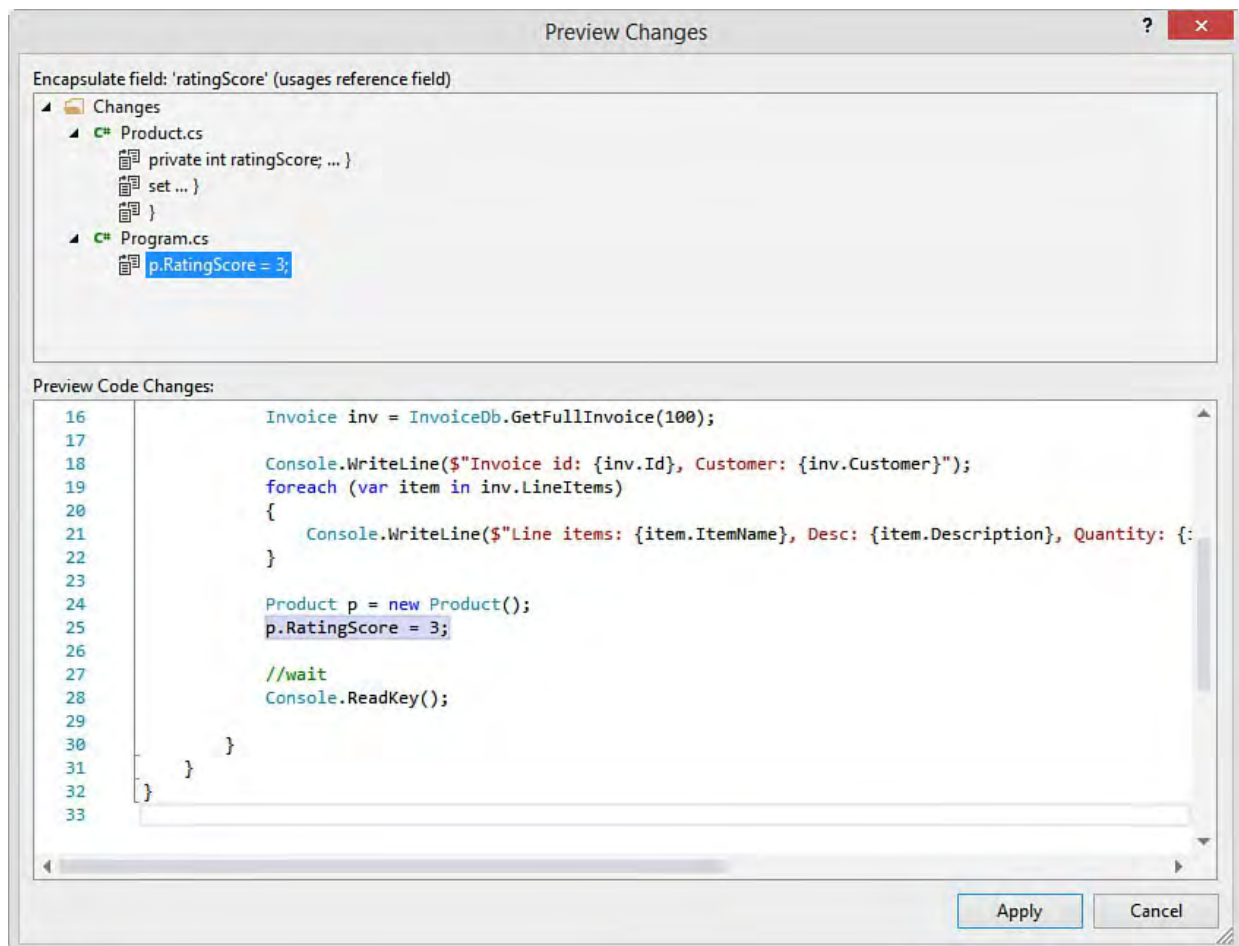 Preview Changes
?
Encapsulate field: 'ratingScore' (usages reference field)
Changes
C# Product.cs
private int ratingScore; ... }
set ... }
}
C# Program.cs
p.RatingScore = 3;
Preview Code Changes:
16 Invoice inv = InvoiceDb.GetFullInvoice(100);
17
18 Console.WriteLine($"Invoice id: {inv.Id}, Customer: {inv.Customer}");
19 foreach (var item in inv.LineItems)
20 {
21 Console.WriteLine($"Line items: {item.ItemName}, Desc: {item.Description}, Quantity: {
22 }
23
24 Product p = new Product();
25 p.RatingScore = 3;
26
27 //wait
28 Console.ReadKey();
29
30 }
31 }
32 }
33
Apply Cancel